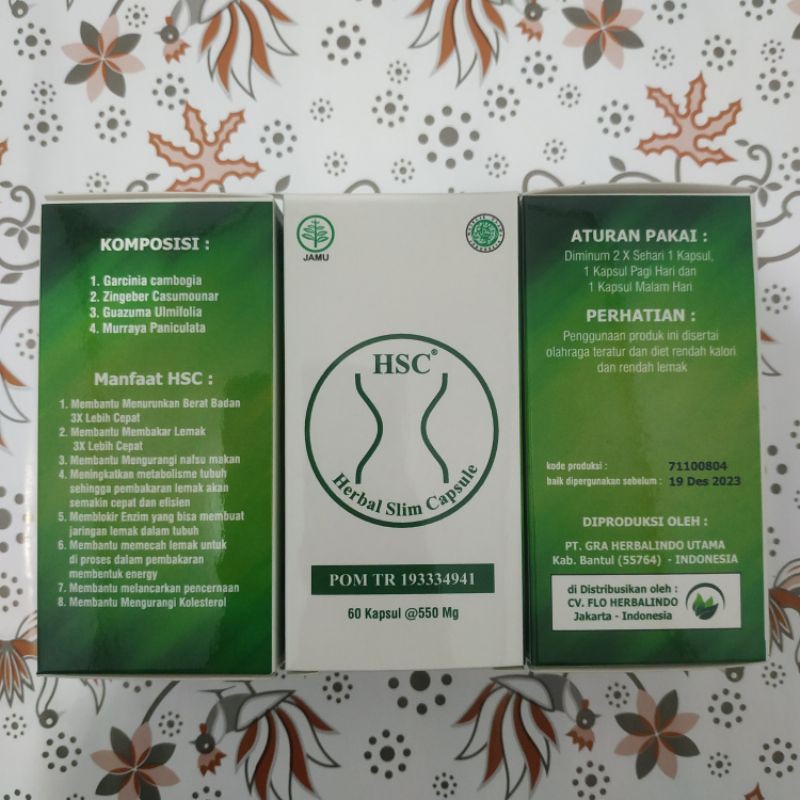 KOMPOSISI :
1. Garcinia cambogia
2. Zingeber Casumounar
3. Guazuma Ulmifolia
4. Murraya Paniculata
Manfaat HSC :
1. Membantu Menurunkan Berat Badan
3X Lebih Cepat
2. Membantu Membakar Lemak
3X Lebih Cepat
3. Membantu Mengurangi nafsu makan
4. Meningkatkan metabolisme tubuh
sehingga pembakaran lemak akan
semakin cepat dan efisien
5. Memblokir Enzim yang bisa membuat
jaringan lemak dalam tubuh
6. Membantu memecah lemak untuk
di proses dalam pembakaran
membentuk energy
7. Membantu melancarkan pencernaan
8. Membantu Mengurangi Kolesterol
JAMU
HSC®
Herbal Slim Capsule
POM TR 193334941
60 Kapsul @550 Mg
ATURAN PAKAI :
Diminum 2 X Sehari 1 Kapsul,
1 Kapsul Pagi Hari dan
1 Kapsul Malam Hari
PERHATIAN :
Penggunaan produk ini disertai
olahraga teratur dan diet rendah kalori
dan rendah lemak
kode produksi : 71100804
baik dipergunakan sebelum : 19 Des 2023
DIPRODUKSI OLEH :
PT. GRA HERBALINDO UTAMA
Kab. Bantul (55764) - INDONESIA
di Distribusikan oleh :
CV. FLO HERBALINDO
Jakarta - Indonesia